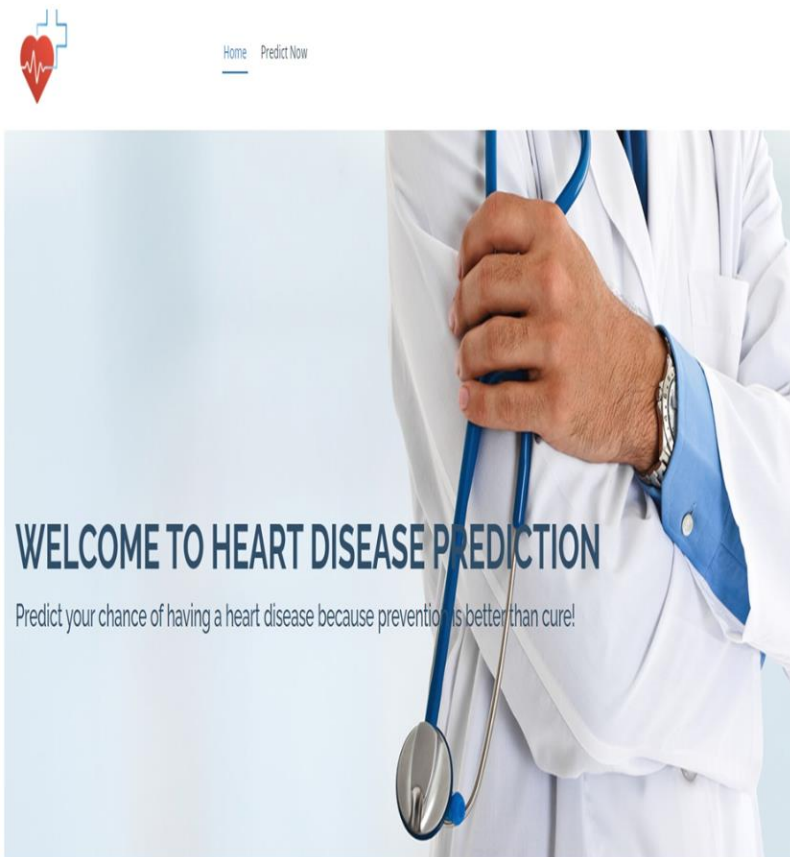 Home Predict Now
WELCOME TO HEART DISEASE PREDICTION
Predict your chance of having a heart disease because prevention is better than cure!